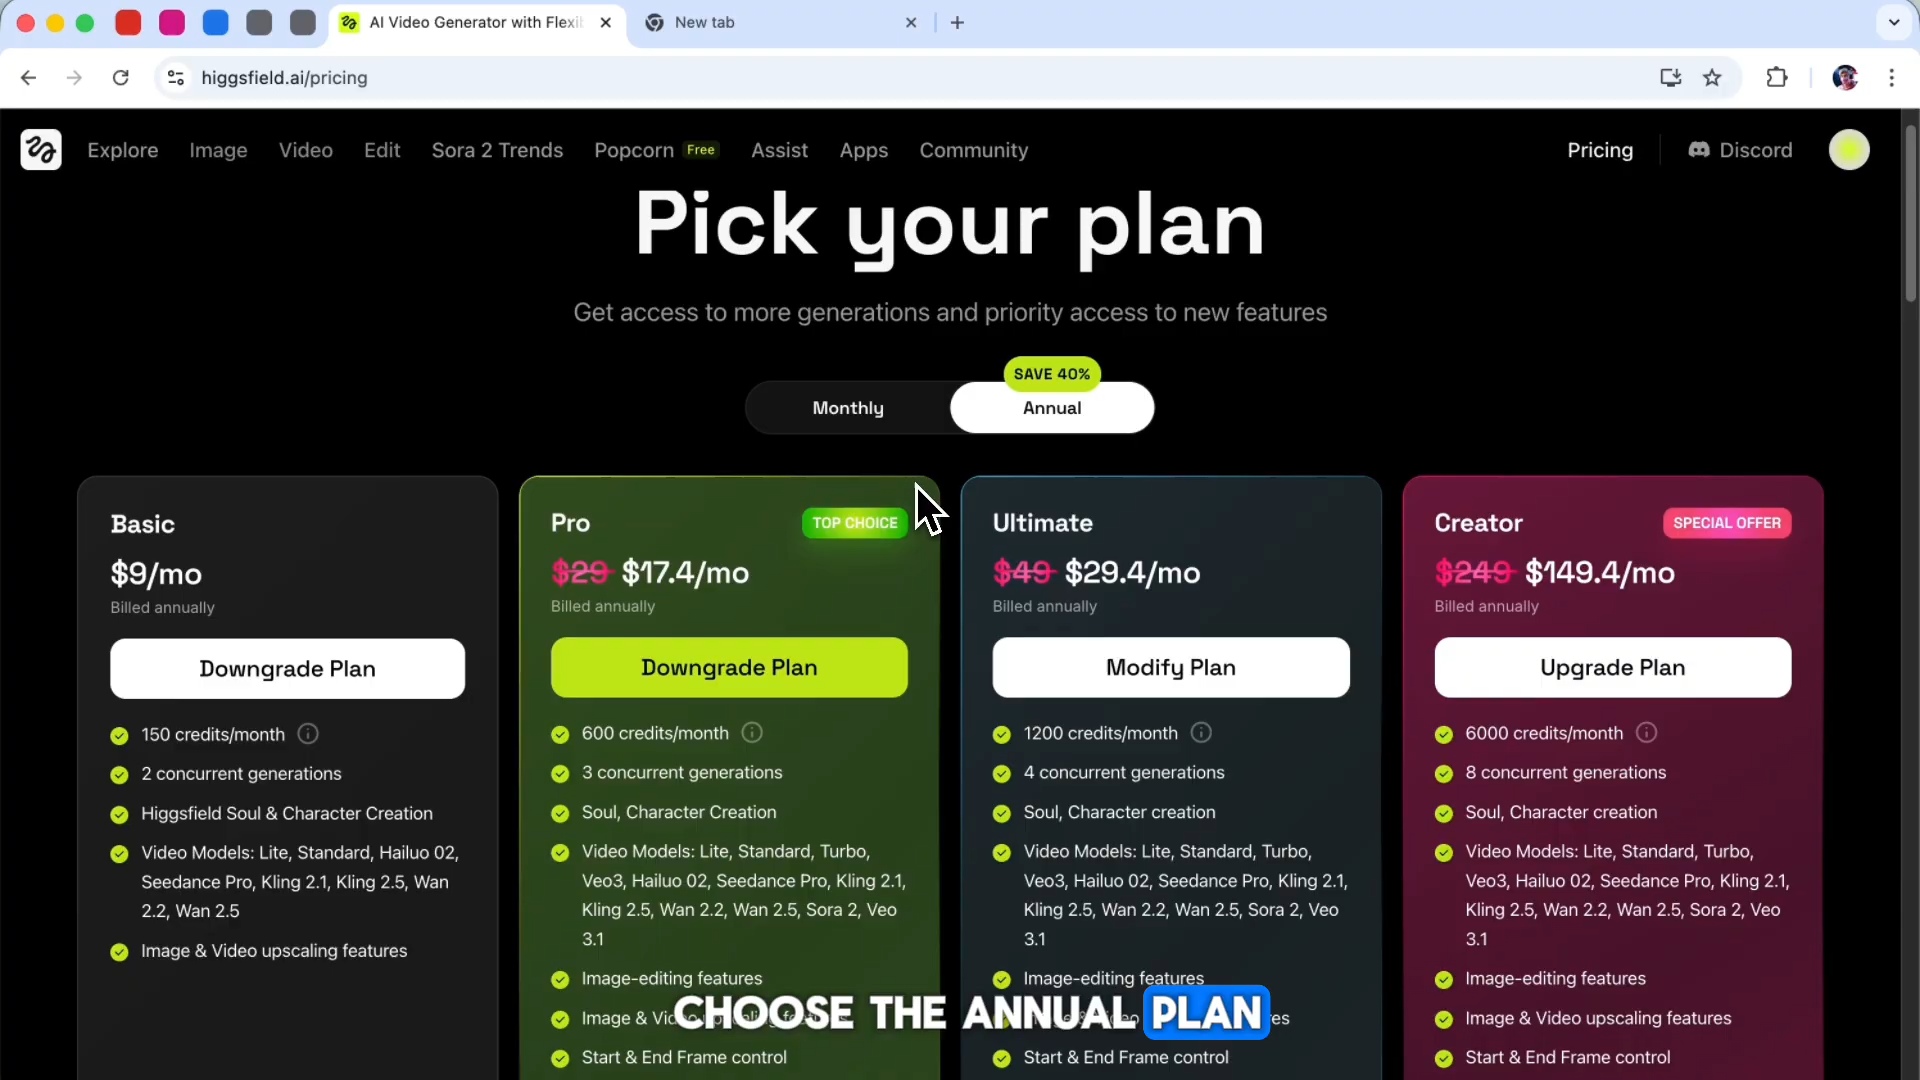 AI Video Generator with Flexi
New tab
higgsfield.ai/pricing
Explore
Image
Video
Edit
Sora 2 Trends
Popcorn Free
Assist
Apps
Community
Pricing
Discord
Pick your plan
Get access to more generations and priority access to new features
SAVE 40%
Monthly
Annual
Basic
$9/mo
Billed annually
Downgrade Plan
150 credits/month
2 concurrent generations
Higgsfield Soul & Character Creation
Video Models: Lite, Standard, Hailuo 02,
Seedance Pro, Kling 2.1, Kling 2.5, Wan
2.2, Wan 2.5
Image & Video upscaling features
Pro
TOP CHOICE
$29 $17.4/mo
Billed annually
Downgrade Plan
600 credits/month
3 concurrent generations
Soul, Character Creation
Video Models: Lite, Standard, Turbo,
Veo3, Hailuo 02, Seedance Pro, Kling 2.1,
Kling 2.5, Wan 2.2, Wan 2.5, Sora 2, Veo
3.1
Image-editing features
Image &
Start & End Frame control
Ultimate
$49 $29.4/mo
Billed annually
Modify Plan
1200 credits/month
4 concurrent generations
Soul, Character creation
Video Models: Lite, Standard, Turbo,
Veo3, Hailuo 02, Seedance Pro, Kling 2.1,
Kling 2.5, Wan 2.2, Wan 2.5, Sora 2, Veo
3.1
Image-editing features
Start & End Frame control
Creator
SPECIAL OFFER
$249 $149.4/mo
Billed annually
Upgrade Plan
6000 credits/month
8 concurrent generations
Soul, Character creation
Video Models: Lite, Standard, Turbo,
Veo3, Hailuo 02, Seedance Pro, Kling 2.1,
Kling 2.5, Wan 2.2, Wan 2.5, Sora 2, Veo
3.1
Image-editing features
Image & Video upscaling features
Start & End Frame control
CHOOSE THE ANNUAL PLAN